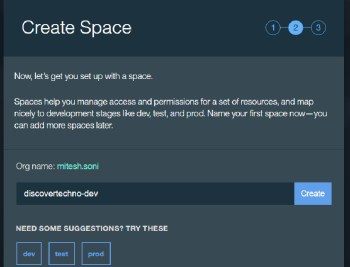 Create Space
1 2 3
Now, let's get you set up with a space.
Spaces help you manage access and permissions for a set of resources, and map
nicely to development stages like dev, test, and prod. Name your first space now—you
can add more spaces later.
Org name: mitesh.soni
discovertechno-dev Create
NEED SOME SUGGESTIONS? TRY THESE
dev test prod